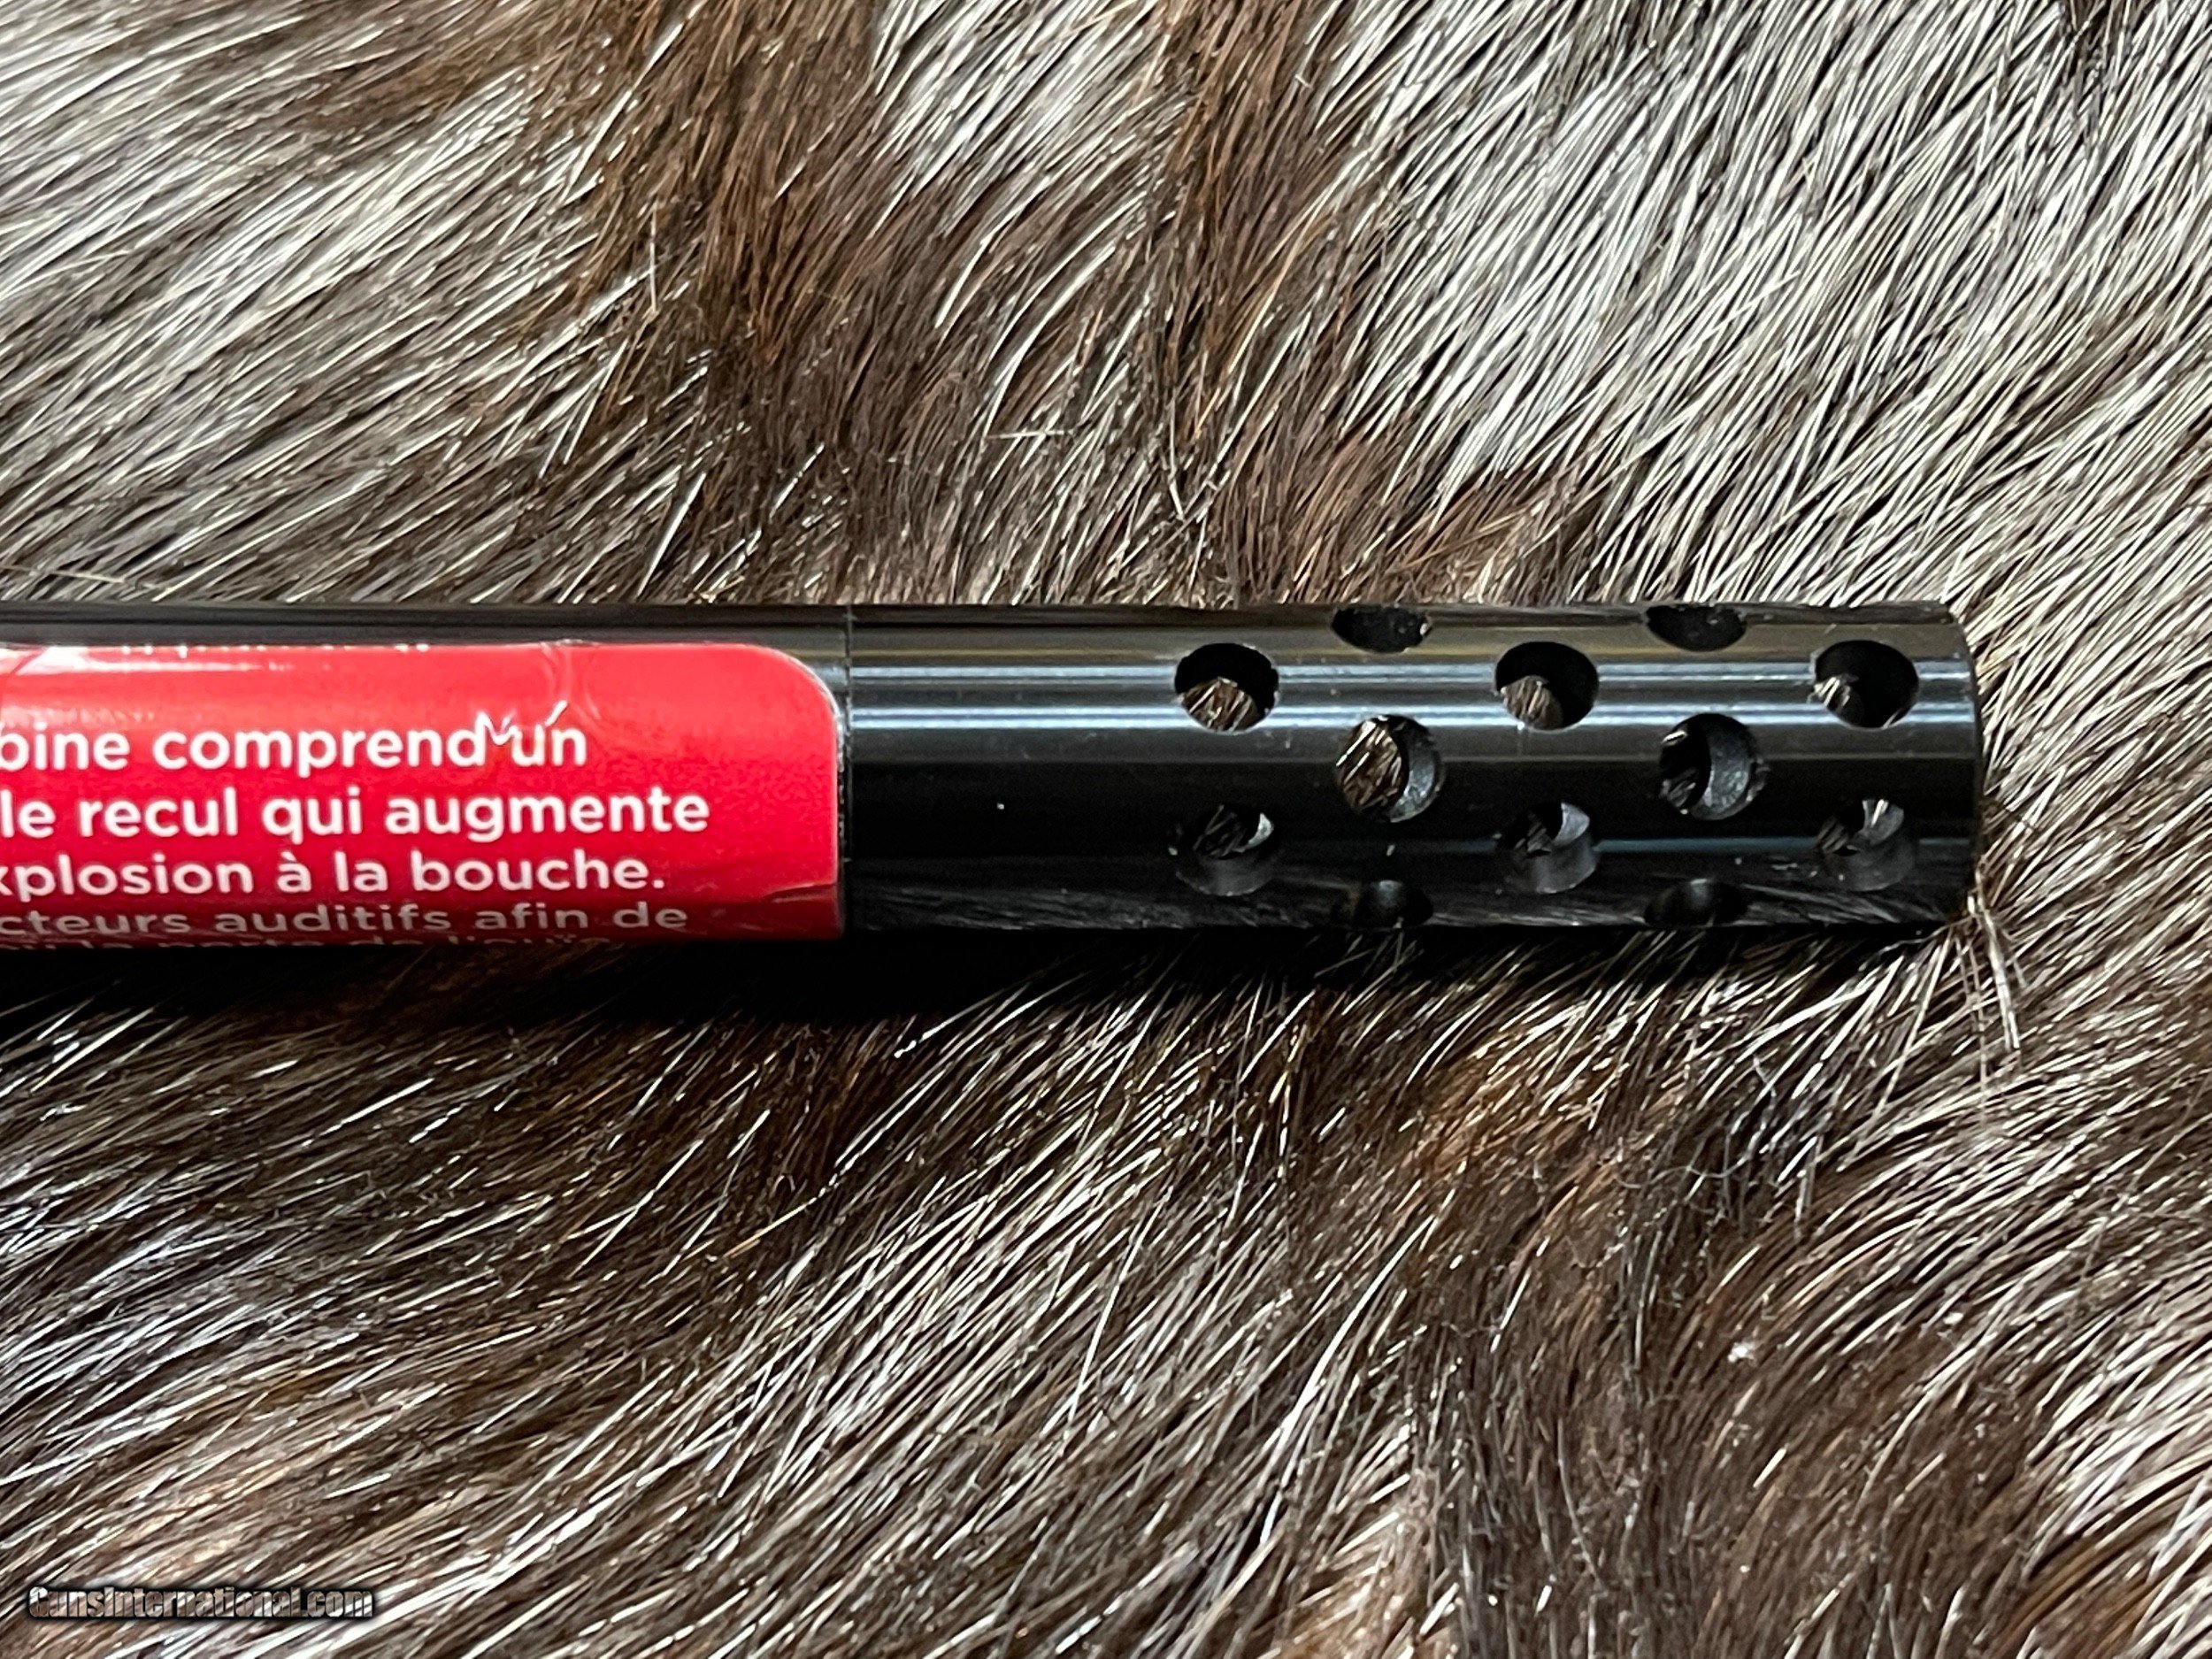 bine comprend un
le recul qui augmente
xplosion à la bouche.
cteurs auditifs afin de
GunsInternational.com